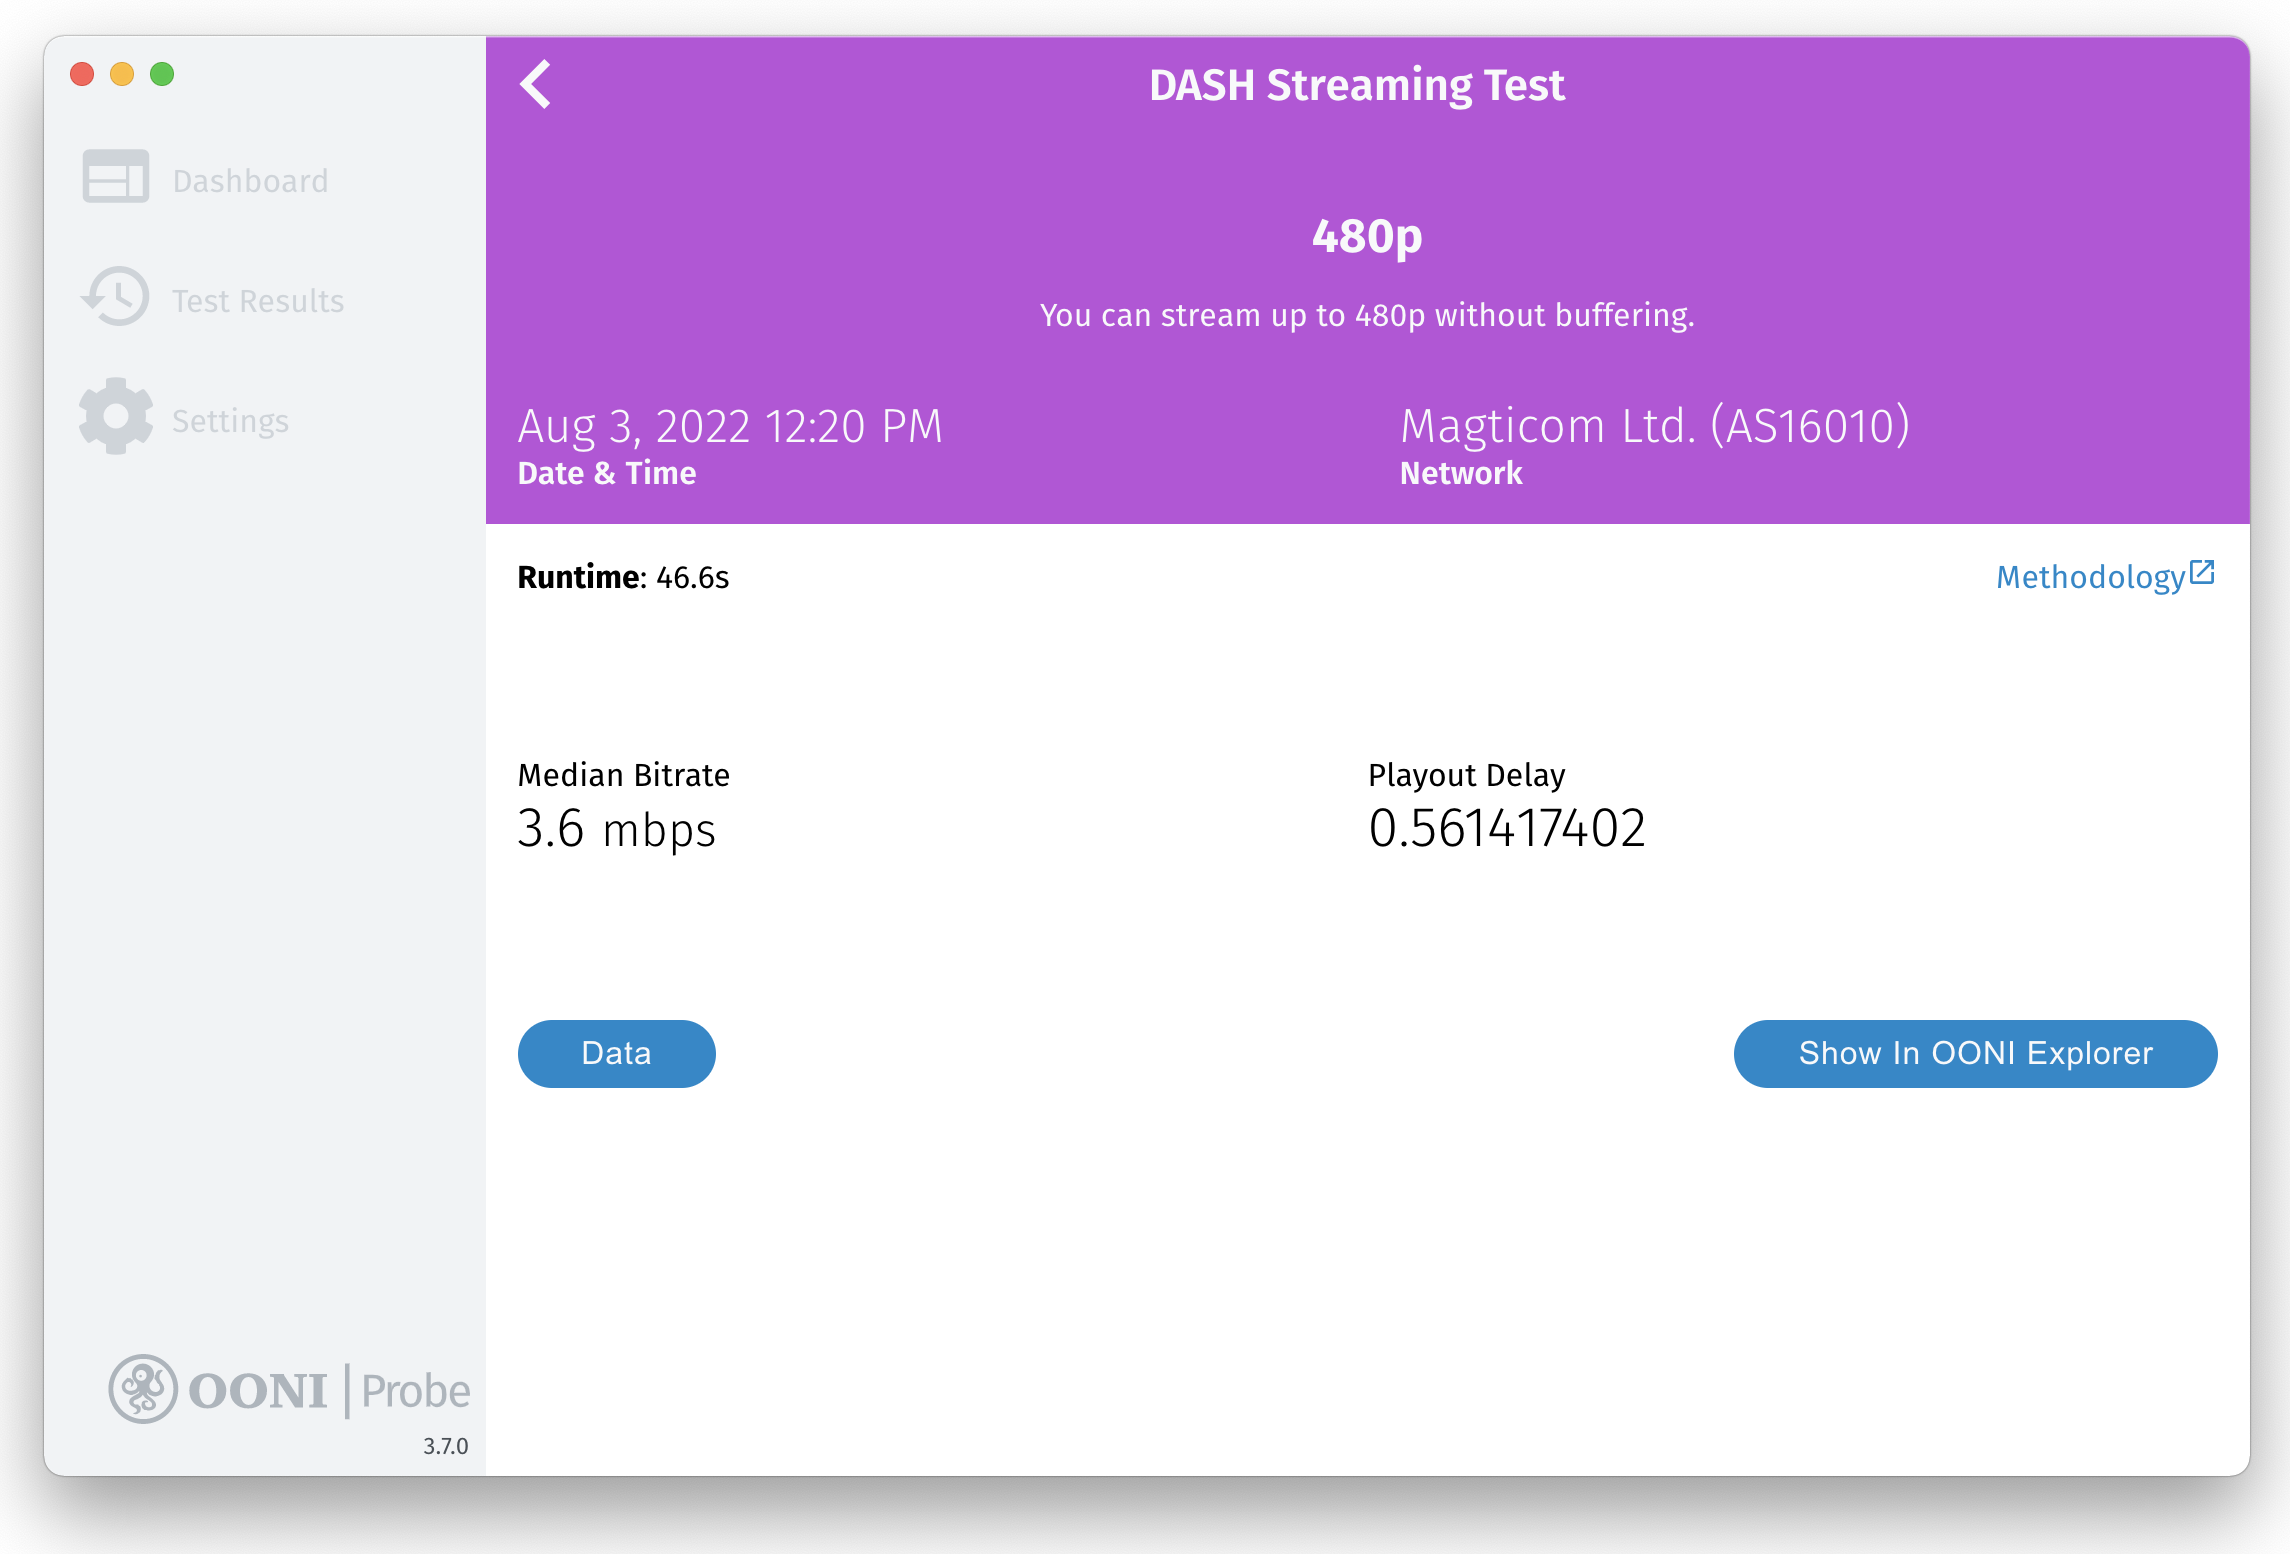 DASH Streaming Test
Dashboard
Test Results
Settings
480p
You can stream up to 480p without buffering.
Aug 3, 2022 12:20 PM
Date & Time
Magticom Ltd. (AS16010)
Network
Runtime: 46.6s
Methodology
Median Bitrate
3.6 mbps
Playout Delay
0.561417402
Data
Show In OONI Explorer
OONI | Probe
3.7.0